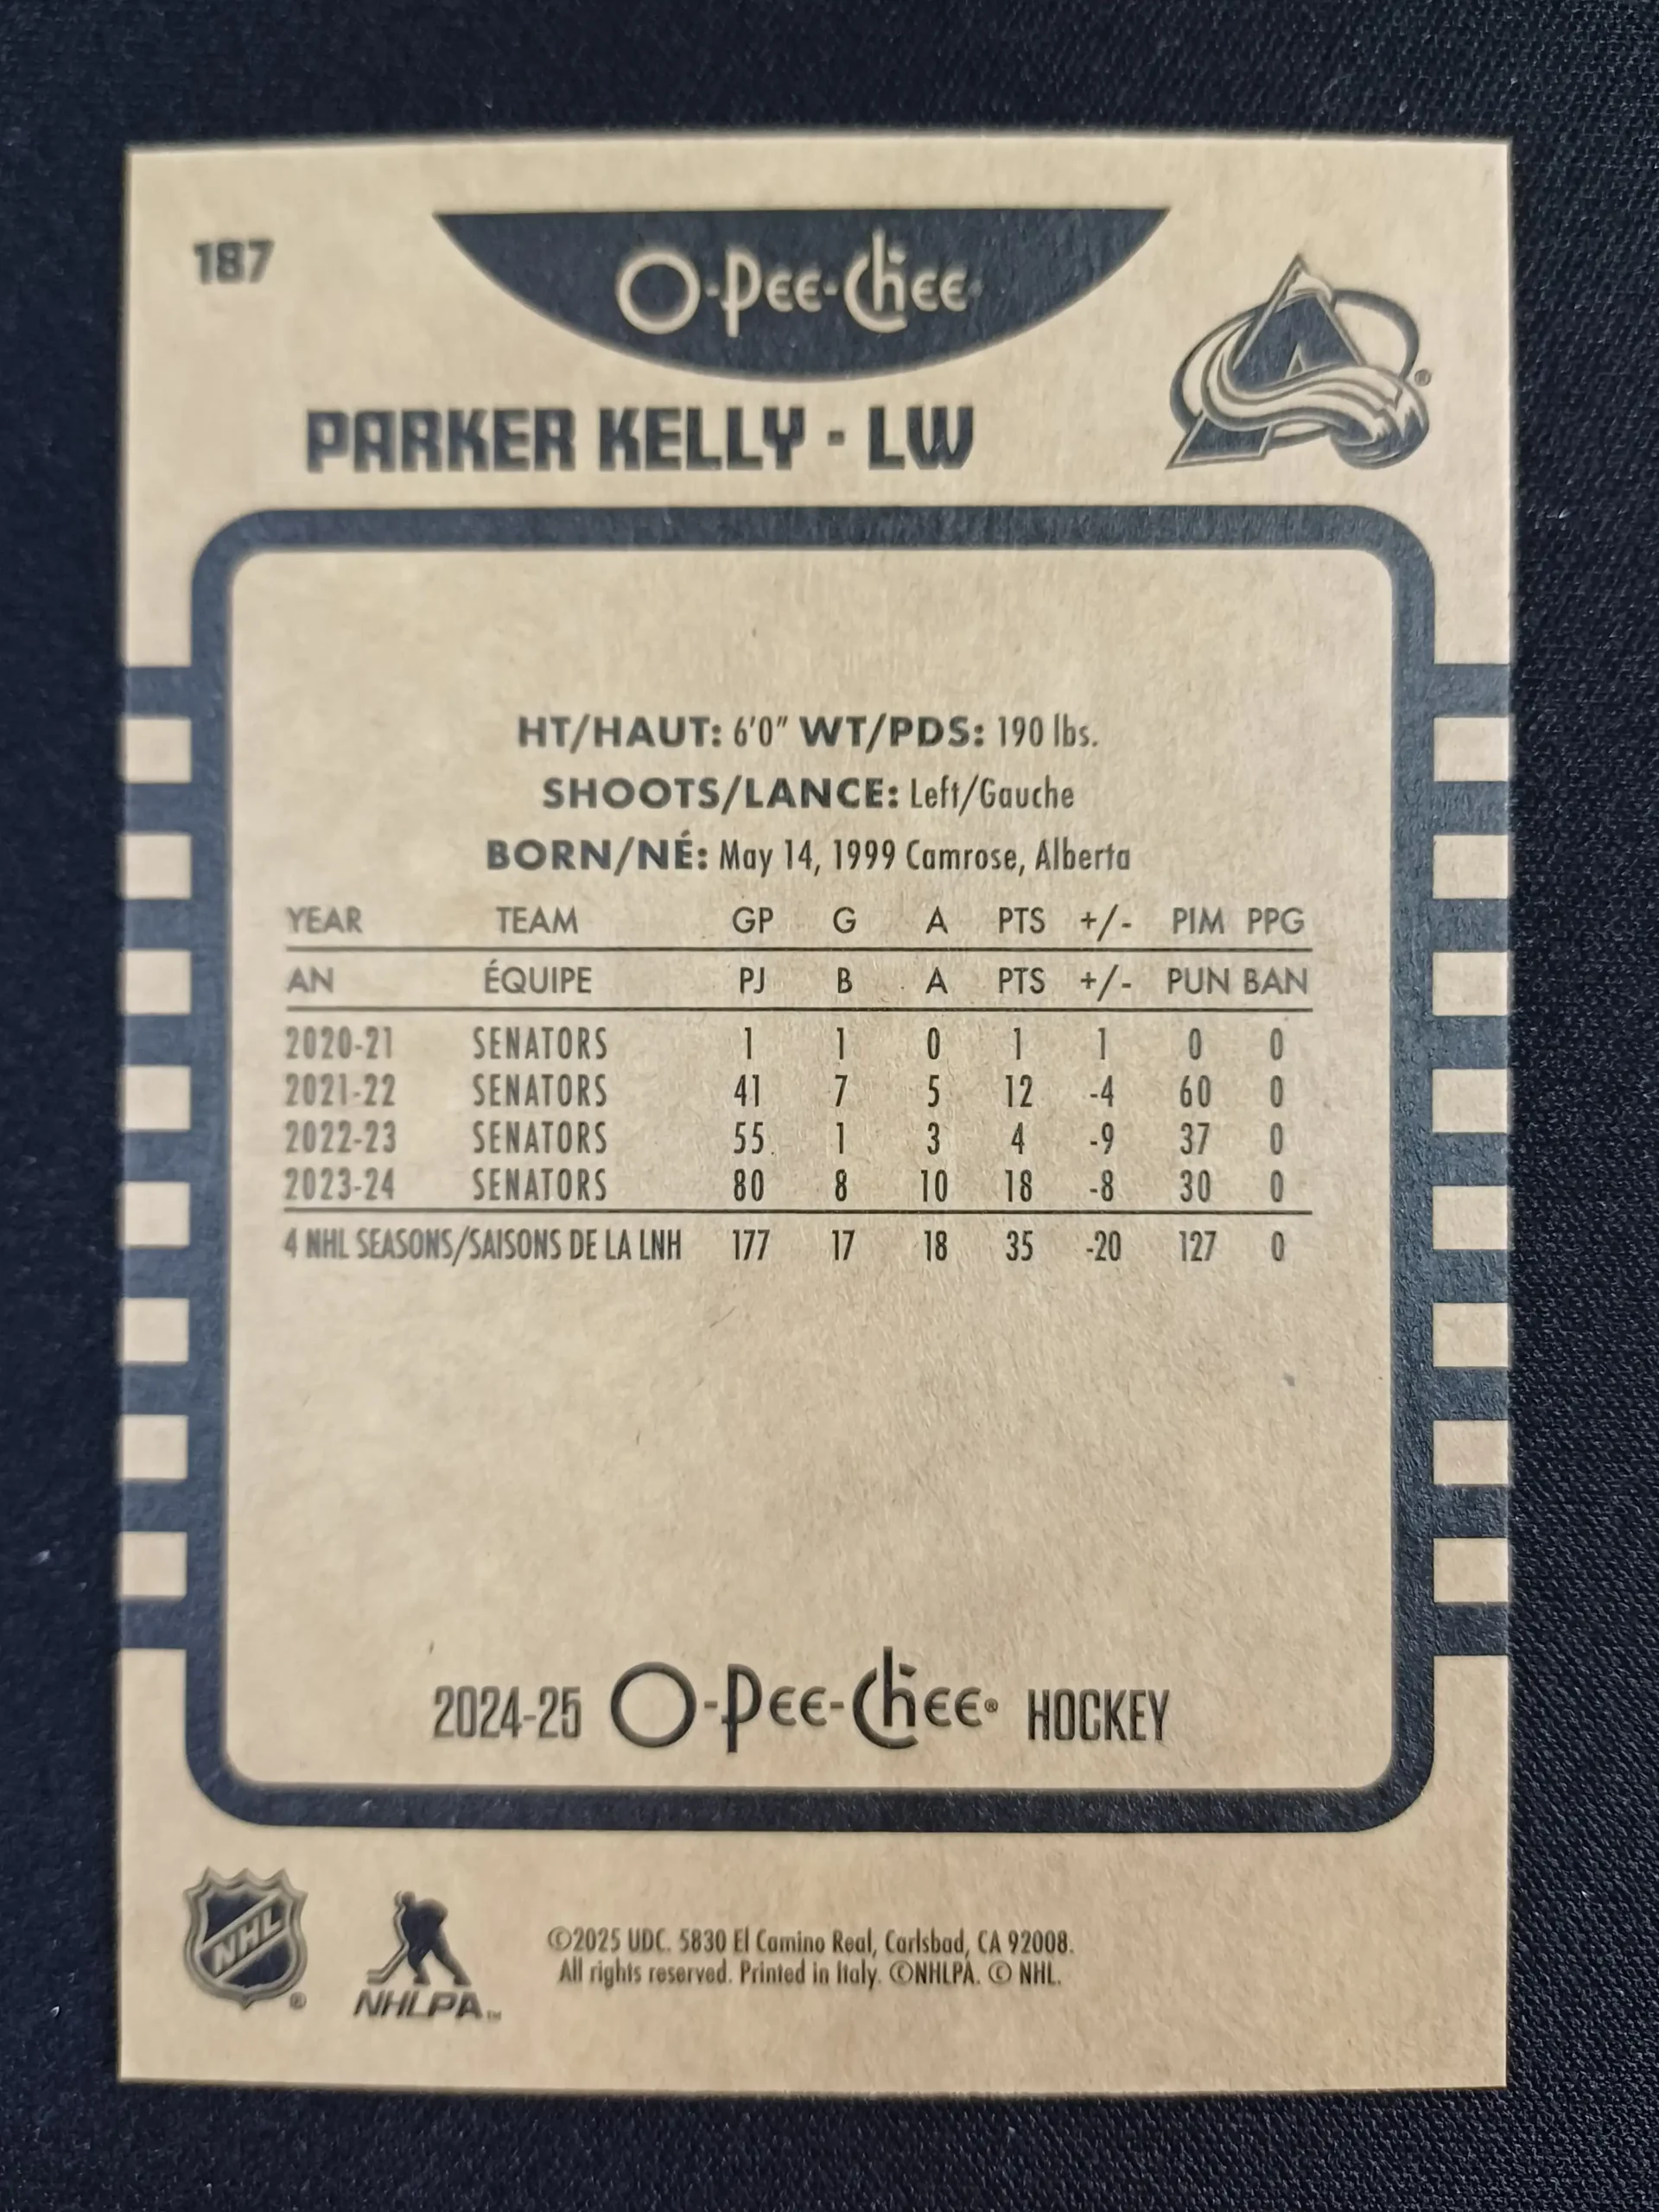 187
O-PEE-CHEE
PARKER KELLY - LW
A ®
HT/HAUT: 6'0" WT/PDS: 190 lbs.
SHOOTS/LANCE: Left/Gauche
BORN/NÉ: May 14, 1999 Camrose, Alberta
YEAR TEAM GP G A PTS +/- PIM PPG
AN ÉQUIPE PJ B A PTS +/- PUN BAN
2020-21 SENATORS 1 1 0 1 1 0 0
2021-22 SENATORS 41 7 5 12 -4 60 0
2022-23 SENATORS 55 1 3 4 -9 37 0
2023-24 SENATORS 80 8 10 18 -8 30 0
4 NHL SEASONS/SAISONS DE LA LNH 177 17 18 35 -20 127 0
2024-25 O-PEE-CHEE® HOCKEY
NHL ®
NHLPA™
©2025 UDC. 5830 El Camino Real, Carlsbad, CA 92008.
All rights reserved. Printed in Italy. ©NHLPA. © NHL.